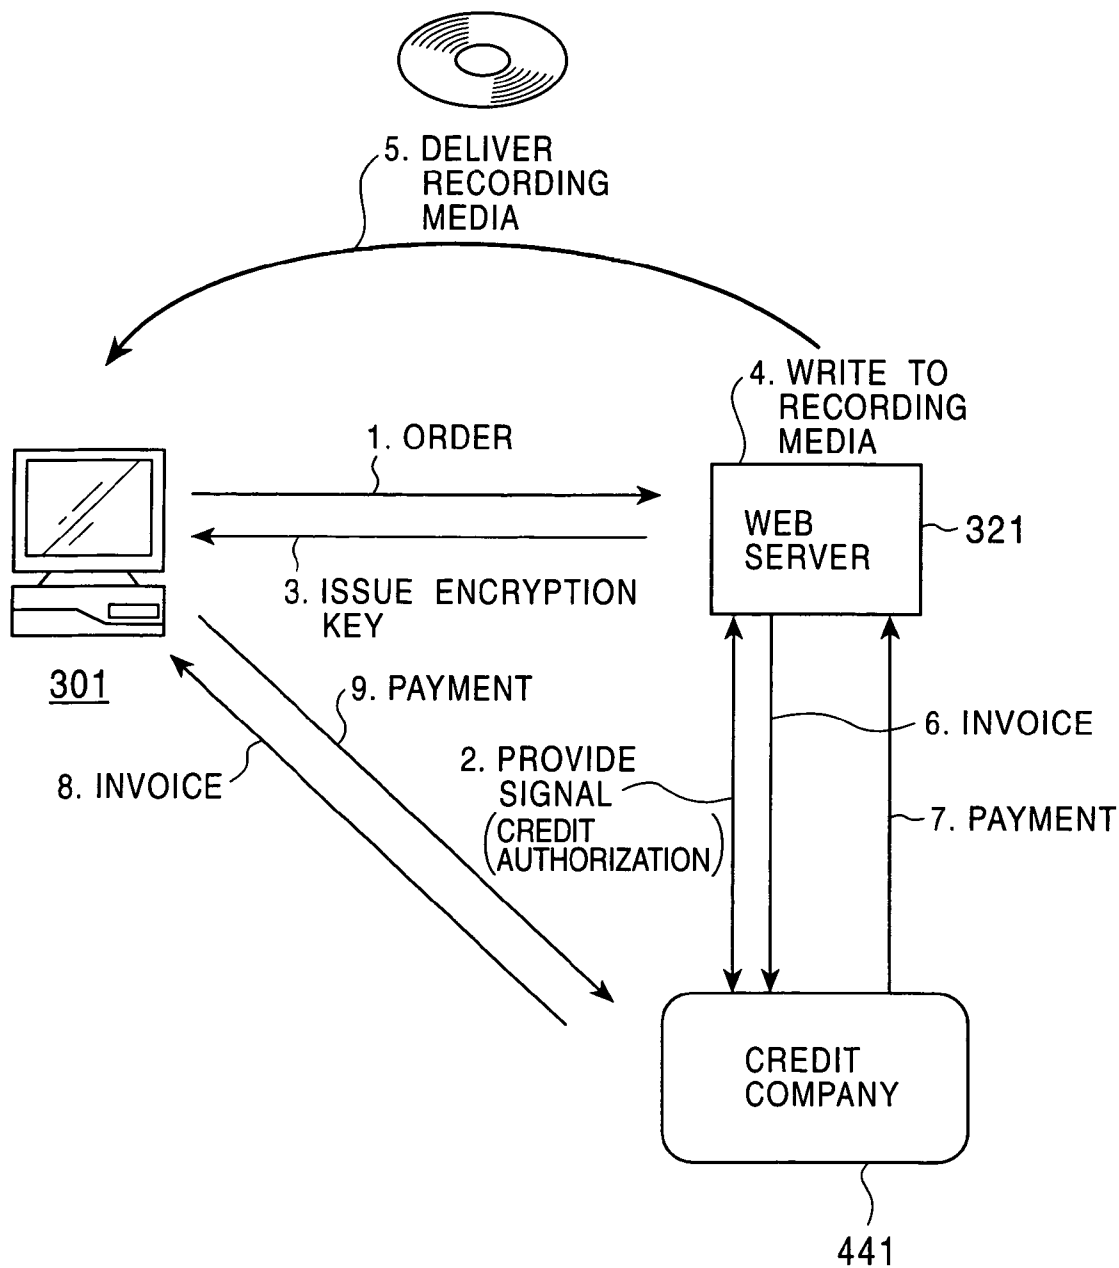 5. DELIVER
RECORDING
MEDIA
4. WRITE TO
RECORDING
MEDIA
1. ORDER
WEB
SERVER
321
3. ISSUE ENCRYPTION
KEY
301
9. PAYMENT
8. INVOICE
6. INVOICE
2. PROVIDE
SIGNAL
(CREDIT
AUTHORIZATION)
7. PAYMENT
CREDIT
COMPANY
441